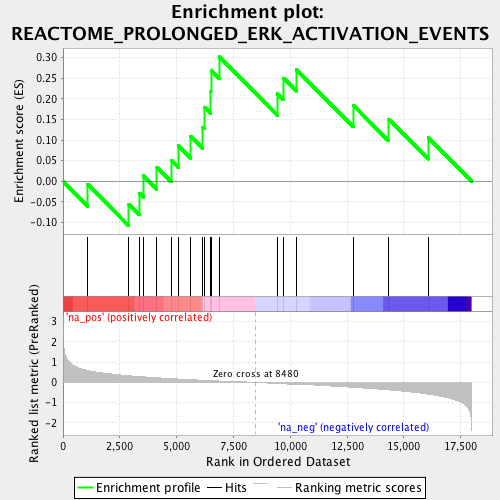 Enrichment plot:
REACTOME_PROLONGED_ERK_ACTIVATION_EVENTS
Enrichment score (ES)
0.30
0.25
0.20
0.15
0.10
0.05
0.00
-0.05
-0.10
Ranked list metric (PreRanked)
3
2
1
0
-1
-2
'na_pos' (positively correlated)
Zero cross at 8480
'na_neg' (negatively correlated)
0 2,500 5,000 7,500 10,000 12,500 15,000 17,500
Rank in Ordered Dataset
Enrichment profile Hits Ranking metric scores